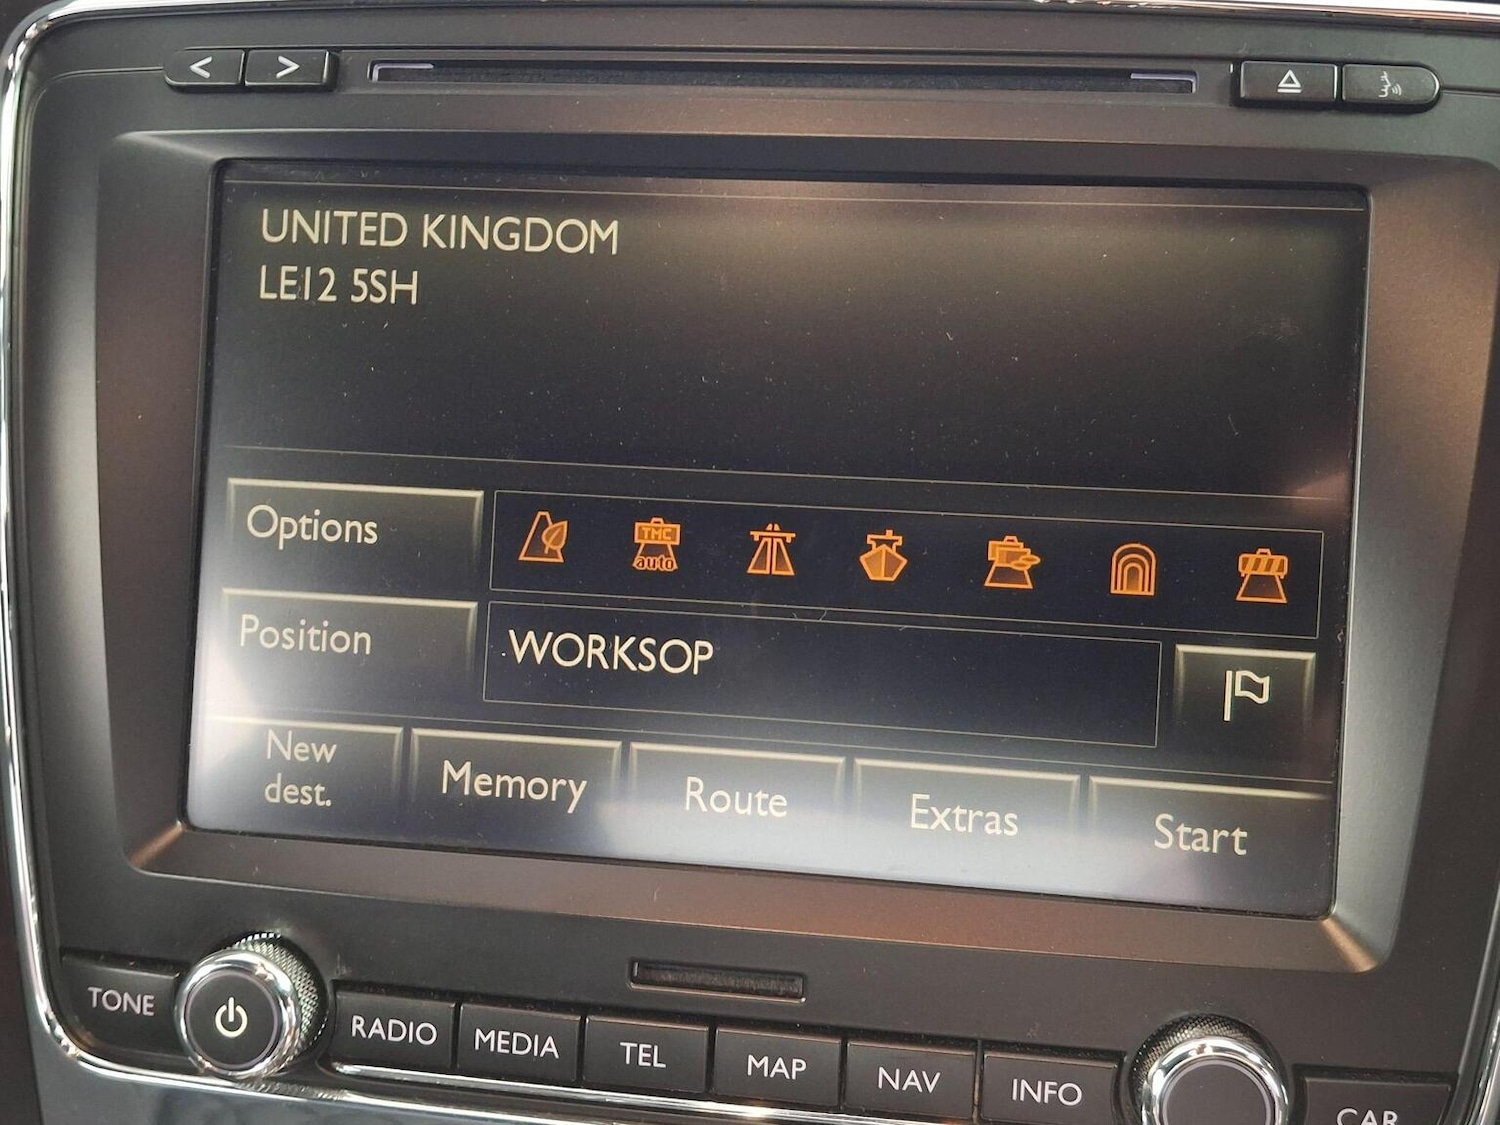 UNITED KINGDOM
LE12 5SH
Options
TMC
auto
Position
WORKSOP
New
dest.
Memory
Route
Extras
Start
TONE
RADIO
MEDIA
TEL
MAP
NAV
INFO
CAR